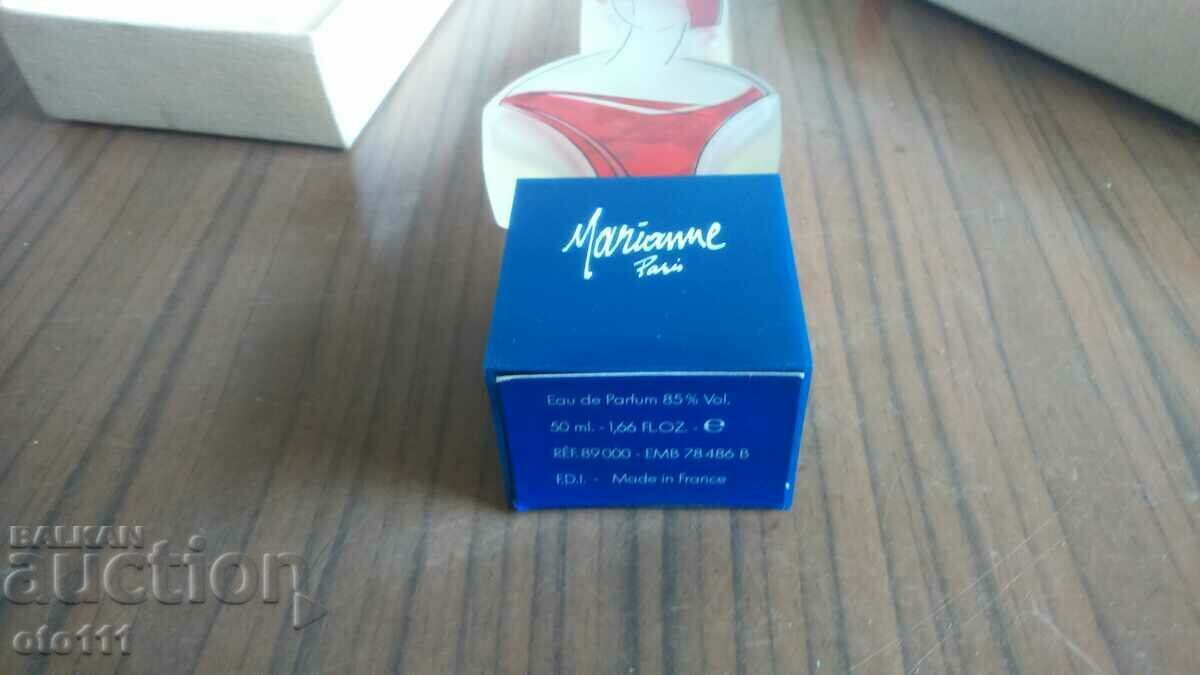 Marianne
Paris
Eau de Parfum 85% Vol.
50 ml. - 1,66 FL.OZ. - ℮
RÉF. 89000 - EMB 78486 B
F.D.I. - Made in France
BALKAN
auction
oto111